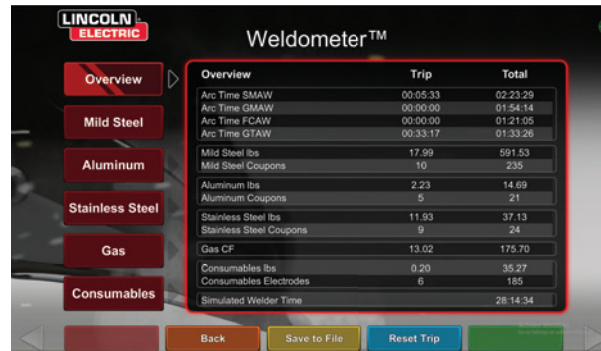 LINCOLN
ELECTRIC
Weldometer™
Overview
Mild Steel
Aluminum
Stainless Steel
Gas
Consumables
Overview Trip Total
Arc Time SMAW 00:05:33 02:23:29
Arc Time GMAW 00:00:00 01:54:14
Arc Time FCAW 00:00:00 01:21:05
Arc Time GTAW 00:33:17 01:33:26
Mild Steel lbs 17.99 591.53
Mild Steel Coupons 10 235
Aluminum lbs 2.23 14.69
Aluminum Coupons 5 21
Stainless Steel lbs 11.93 37.13
Stainless Steel Coupons 9 24
Gas CF 13.02 175.70
Consumables lbs 0.20 35.27
Consumables Electrodes 6 185
Simulated Welder Time 28:14:34
Back
Save to File
Reset Trip